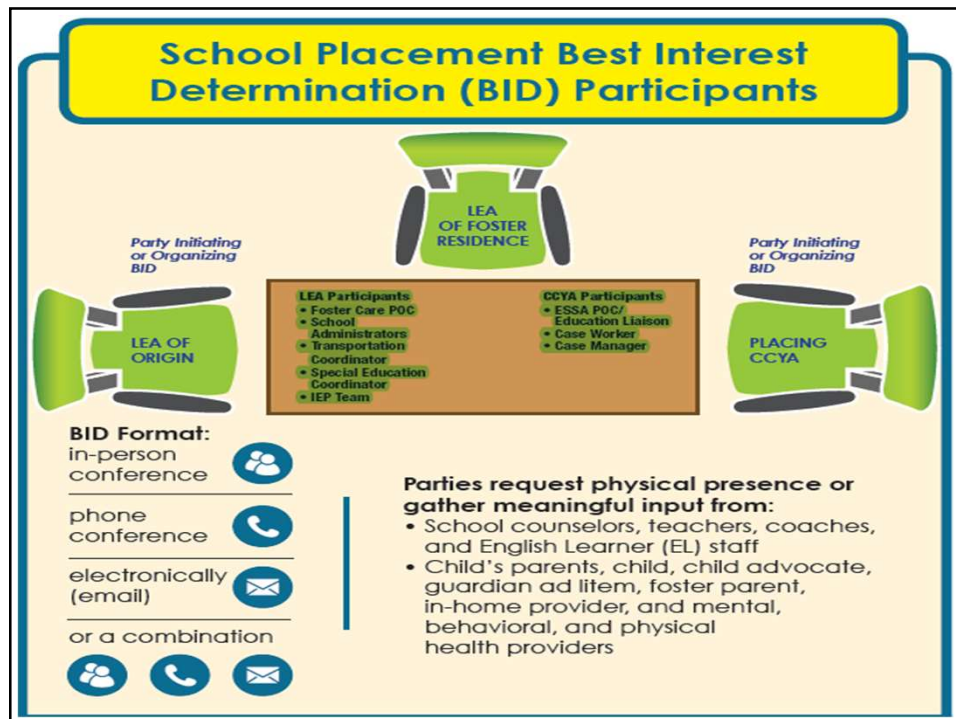 School Placement Best Interest
Determination (BID) Participants
LEA
OF FOSTER
RESIDENCE
Party Initiating
or Organizing
BID
Party Initiating
or Organizing
BID
LEA OF
ORIGIN
LEA Participants
• Foster Care POC
• School
Administrators
• Transportation
Coordinator
• Special Education
Coordinator
• IEP Team
CCYA Participants
• ESSA POC/
Education Liaison
• Case Worker
• Case Manager
PLACING
CCYA
BID Format:
in-person
conference
phone
conference
electronically
(email)
or a combination
Parties request physical presence or
gather meaningful input from:
• School counselors, teachers, coaches,
and English Learner (EL) staff
• Child's parents, child, child advocate,
guardian ad litem, foster parent,
in-home provider, and mental,
behavioral, and physical
health providers